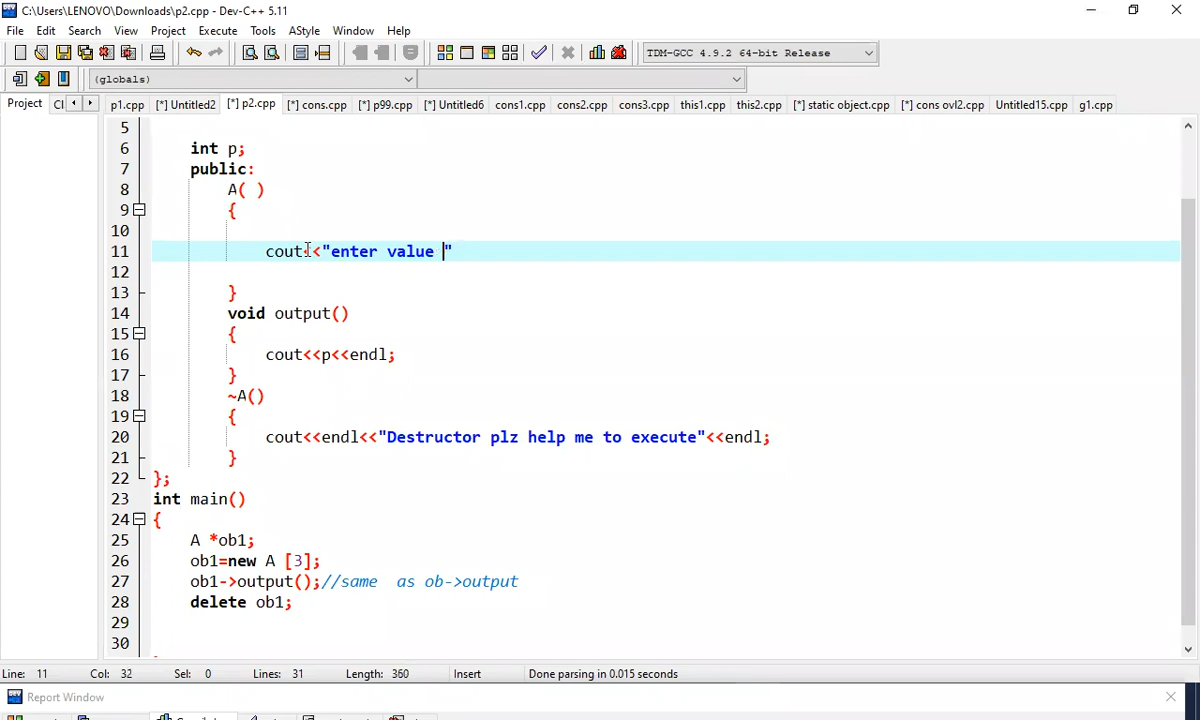 C:\Users\LENOVO\Downloads\p2.cpp - Dev-C++ 5.11
File Edit Search View Project Execute Tools AStyle Window Help
TDM-GCC 4.9.2 64-bit Release
(globals)
Project Cl p1.cpp [*] Untitled2 [*] p2.cpp [*] cons.cpp [*] p99.cpp [*] Untitled6 cons1.cpp cons2.cpp cons3.cpp this1.cpp this2.cpp [*] static object.cpp [*] cons ovl2.cpp Untitled15.cpp g1.cpp
5
6 int p;
7 public:
8 A( )
9 {
10
11 cout<<"enter value "
12
13 }
14 void output()
15 {
16 cout<<p<<endl;
17 }
18 ~A()
19 {
20 cout<<endl<<"Destructor plz help me to execute"<<endl;
21 }
22 };
23 int main()
24 {
25 A *ob1;
26 ob1=new A [3];
27 ob1->output();//same  as ob->output
28 delete ob1;
29
30
Line: 11 Col: 32 Sel: 0 Lines: 31 Length: 360 Insert Done parsing in 0.015 seconds
Report Window